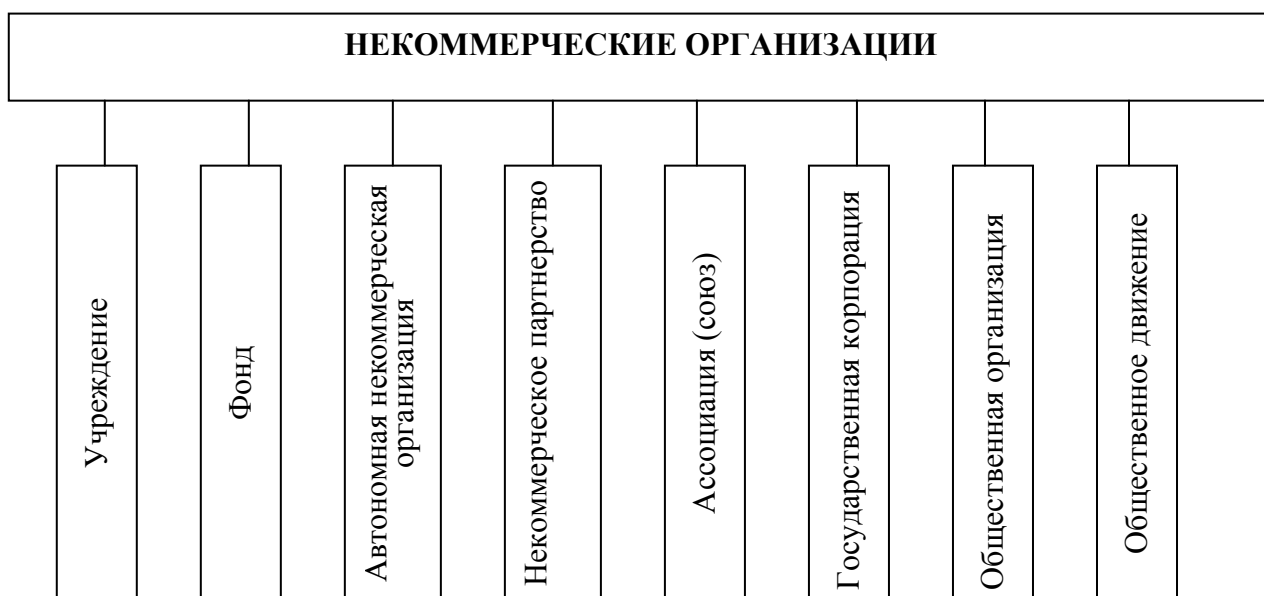 НЕКОММЕРЧЕСКИЕ ОРГАНИЗАЦИИ
Учреждение
Фонд
Автономная некоммерческая
организация
Некоммерческое партнерство
Ассоциация (союз)
Государственная корпорация
Общественная организация
Общественное движение